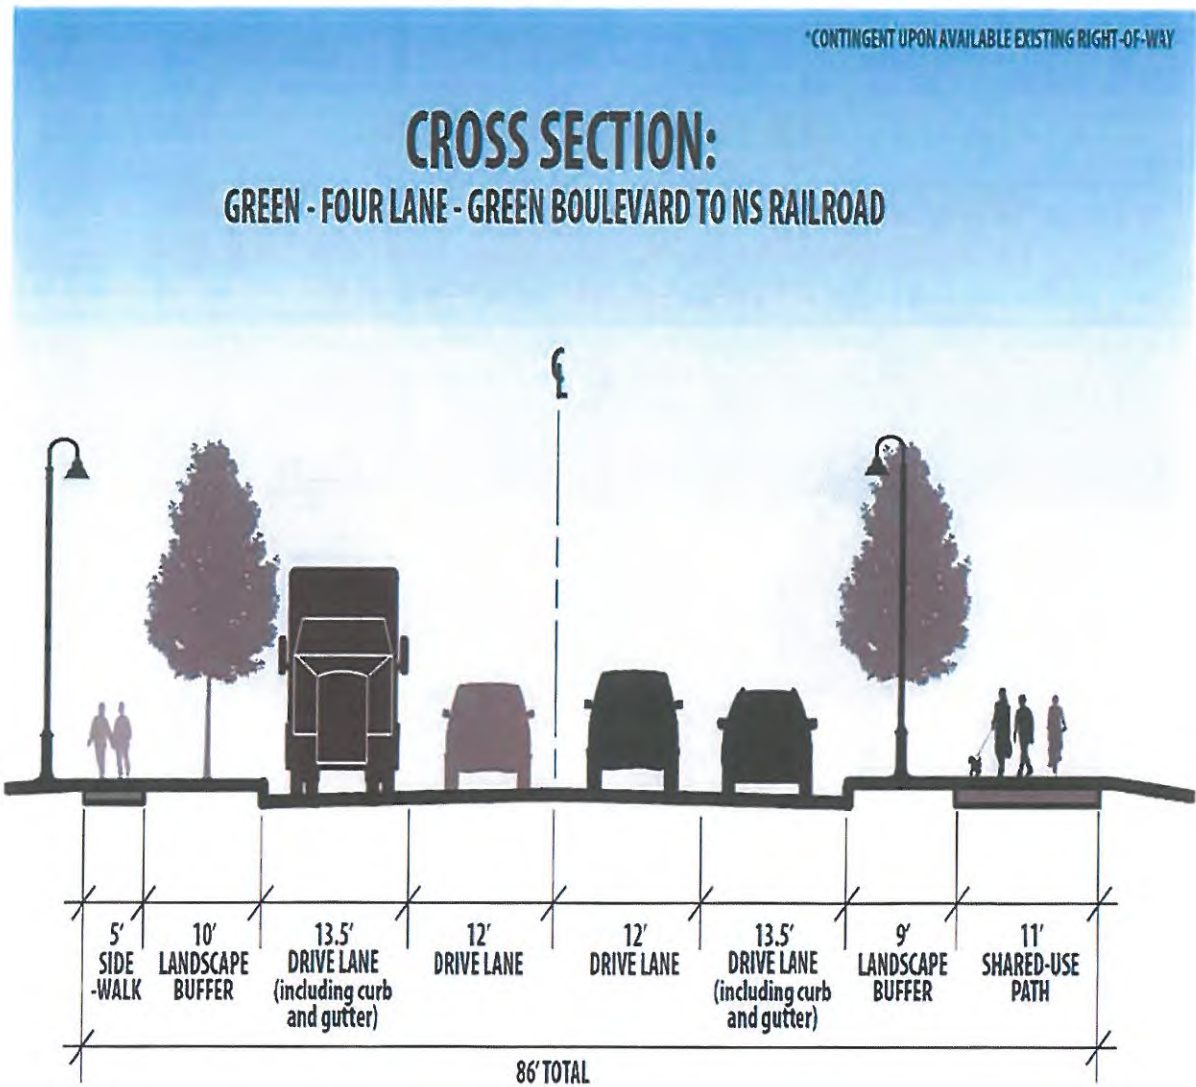 *CONTINGENT UPON AVAILABLE EXISTING RIGHT-OF-WAY
CROSS SECTION:
GREEN - FOUR LANE - GREEN BOULEVARD TO NS RAILROAD
℄
5'
SIDE
-WALK
10'
LANDSCAPE
BUFFER
13.5'
DRIVE LANE
(including curb
and gutter)
12'
DRIVE LANE
12'
DRIVE LANE
13.5'
DRIVE LANE
(including curb
and gutter)
9'
LANDSCAPE
BUFFER
11'
SHARED-USE
PATH
86' TOTAL